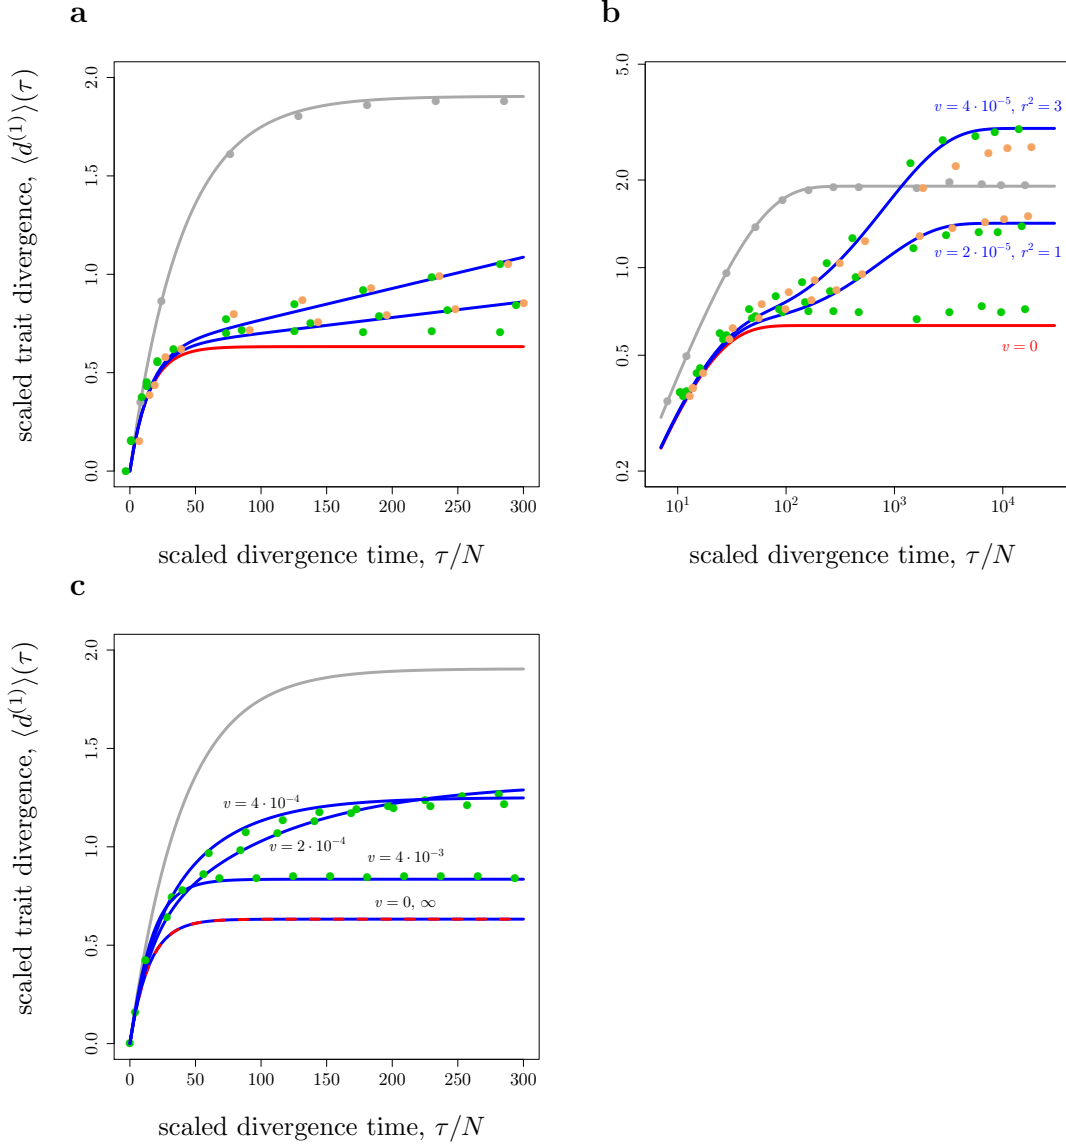 a
scaled trait divergence, ⟨d^(1)⟩(τ)
2.0
1.5
1.0
0.5
0.0
0 50 100 150 200 250 300
scaled divergence time, τ/N
b
5.0
2.0
1.0
0.5
0.2
v = 4 · 10^−5, r^2 = 3
v = 2 · 10^−5, r^2 = 1
v = 0
10^1 10^2 10^3 10^4
scaled divergence time, τ/N
c
scaled trait divergence, ⟨d^(1)⟩(τ)
2.0
1.5
1.0
0.5
0.0
v = 4 · 10^−4
v = 2 · 10^−4
v = 4 · 10^−3
v = 0, ∞
0 50 100 150 200 250 300
scaled divergence time, τ/N